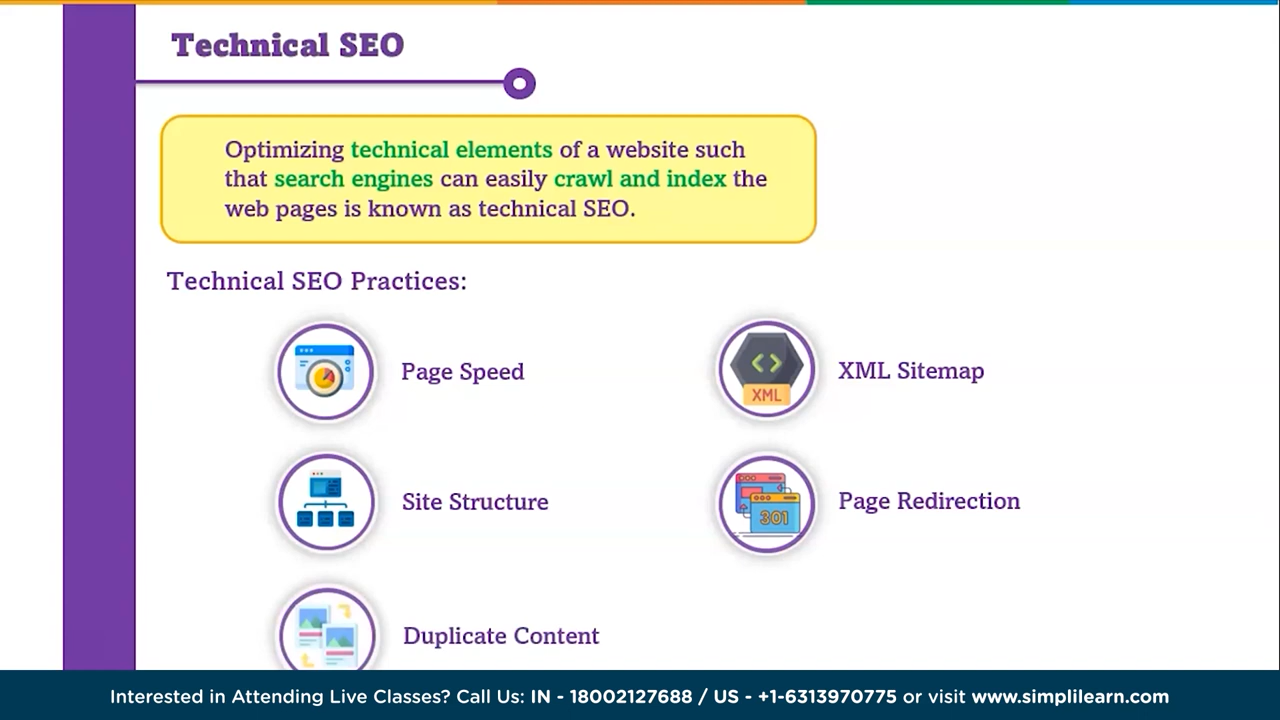 Technical SEO
Optimizing technical elements of a website such
that search engines can easily crawl and index the
web pages is known as technical SEO.
Technical SEO Practices:
Page Speed
XML
XML Sitemap
Site Structure
301
Page Redirection
Duplicate Content
Interested in Attending Live Classes? Call Us: IN - 18002127688 / US - +1-6313970775 or visit www.simplilearn.com